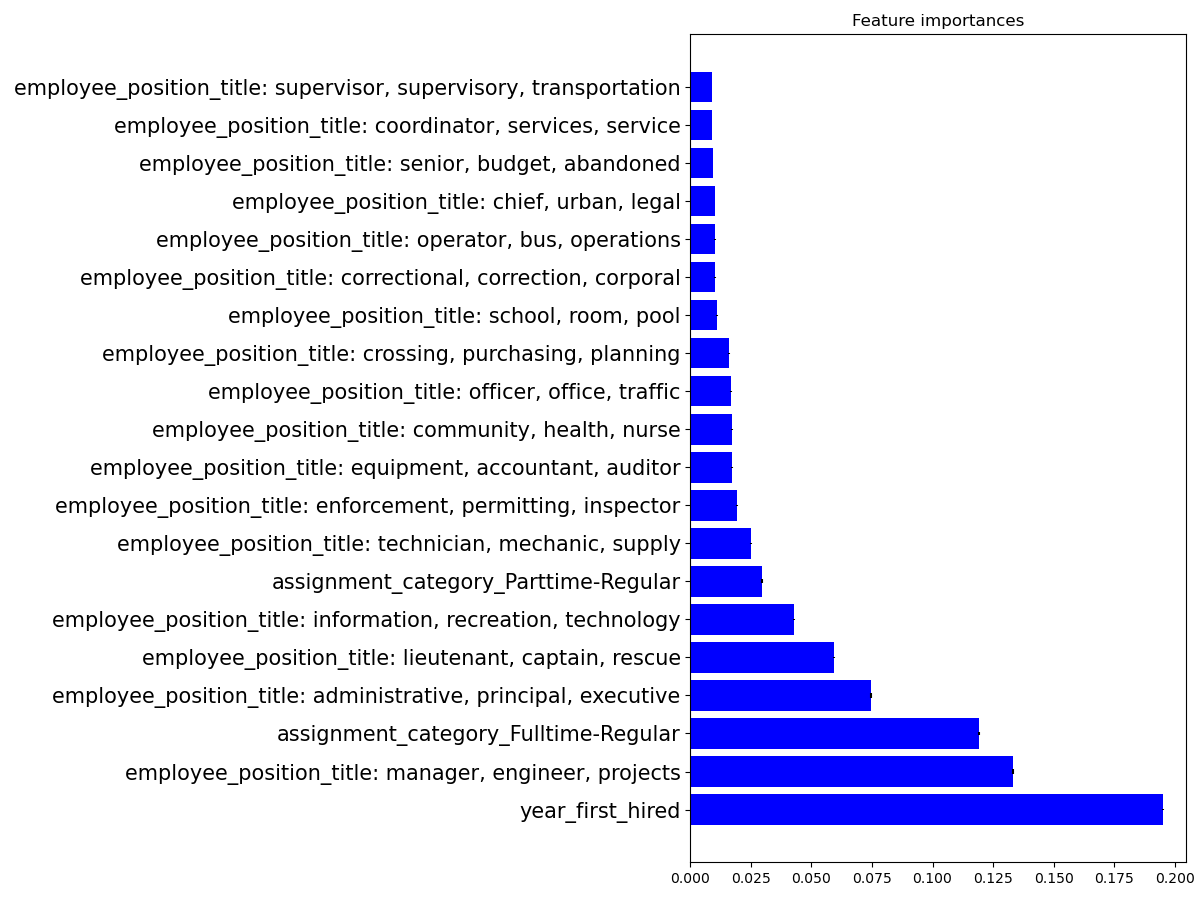 Feature importances
employee_position_title: supervisor, supervisory, transportation
employee_position_title: coordinator, services, service
employee_position_title: senior, budget, abandoned
employee_position_title: chief, urban, legal
employee_position_title: operator, bus, operations
employee_position_title: correctional, correction, corporal
employee_position_title: school, room, pool
employee_position_title: crossing, purchasing, planning
employee_position_title: officer, office, traffic
employee_position_title: community, health, nurse
employee_position_title: equipment, accountant, auditor
employee_position_title: enforcement, permitting, inspector
employee_position_title: technician, mechanic, supply
assignment_category_Parttime-Regular
employee_position_title: information, recreation, technology
employee_position_title: lieutenant, captain, rescue
employee_position_title: administrative, principal, executive
assignment_category_Fulltime-Regular
employee_position_title: manager, engineer, projects
year_first_hired
0.000 0.025 0.050 0.075 0.100 0.125 0.150 0.175 0.200